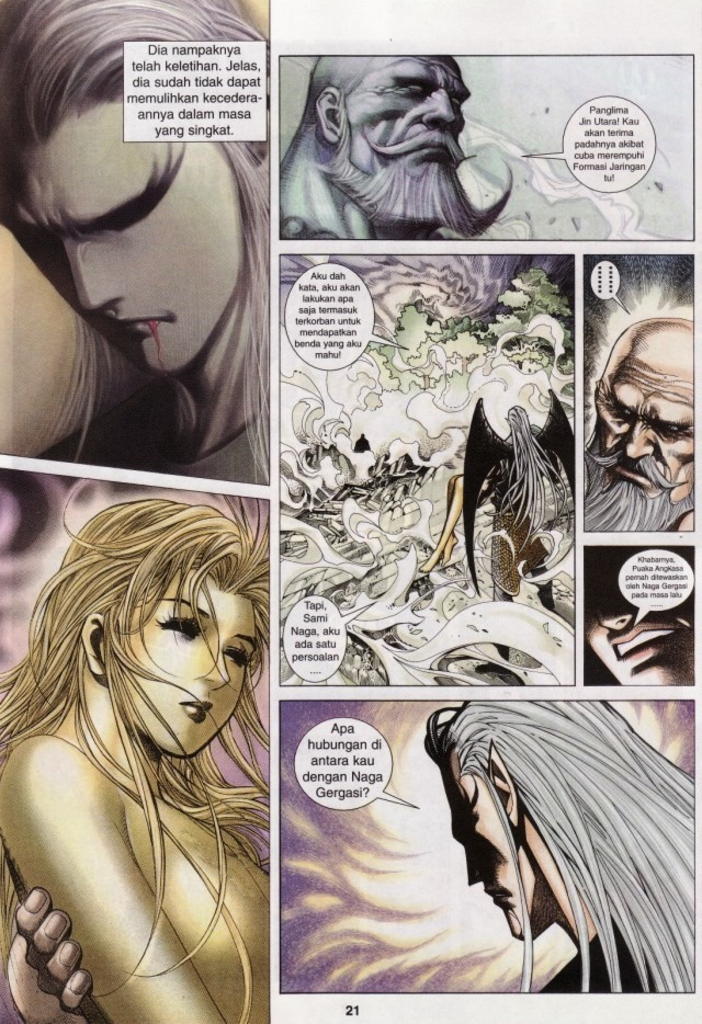 Dia nampaknya
telah keletihan. Jelas,
dia sudah tidak dapat
memulihkan kecedera-
annya dalam masa
yang singkat.
Panglima
Jin Utara! Kau
akan terima
padahnya akibat
cuba merempuhi
Formasi Jaringan
tu!
Aku dah
kata, aku akan
lakukan apa
saja termasuk
terkorban untuk
mendapatkan
benda yang aku
mahu!
Tapi,
Sami
Naga, aku
ada satu
persoalan
....
Khabarnya,
Puaka Angkasa
pernah ditewaskan
oleh Naga Gergasi
pada masa lalu
......
Apa
hubungan di
antara kau
dengan Naga
Gergasi?
21